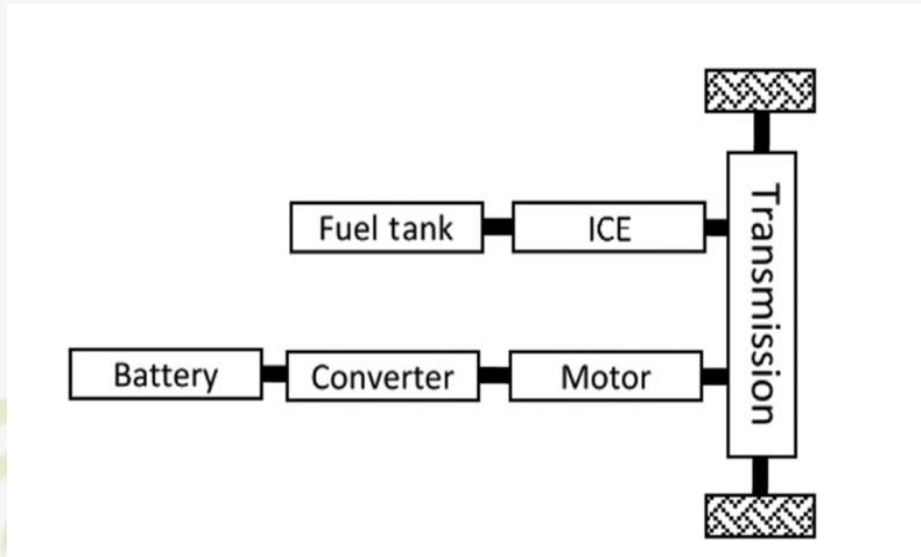 Fuel tank
ICE
Battery
Converter
Motor
Transmission